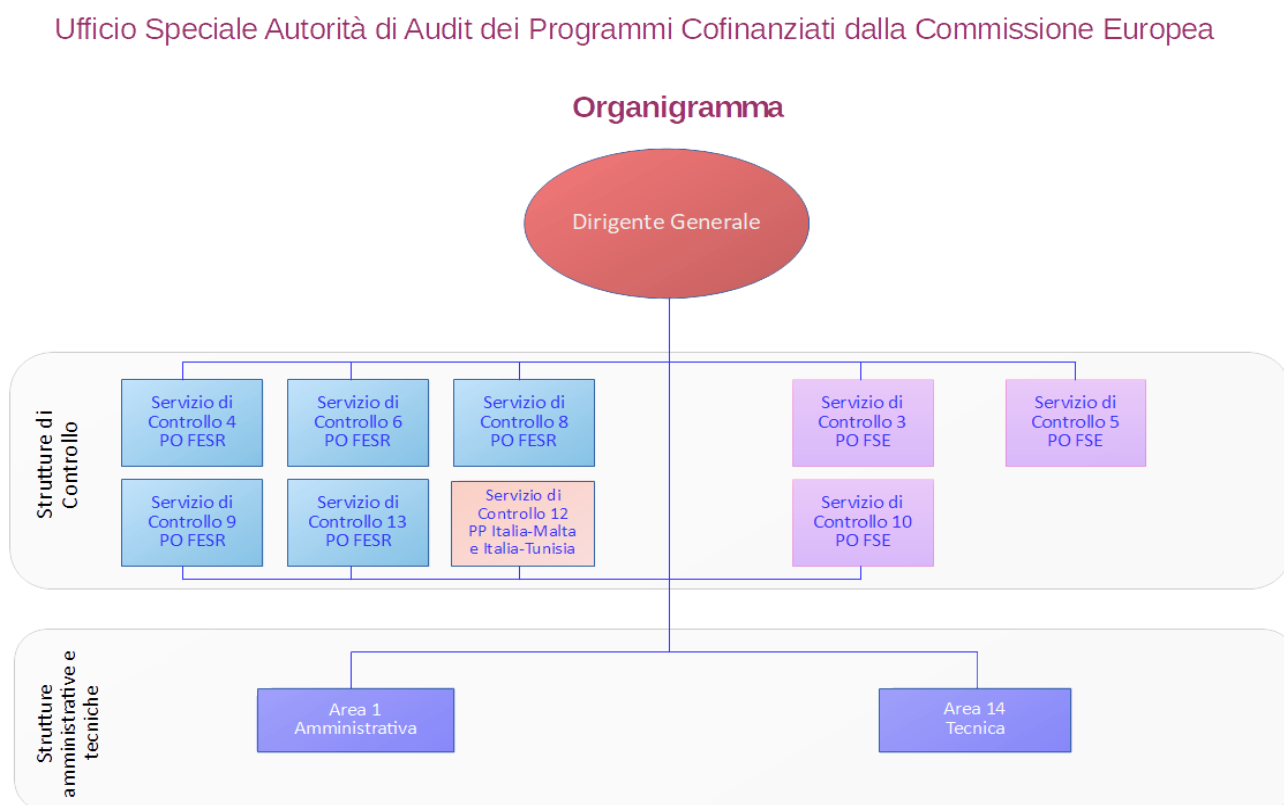 Ufficio Speciale Autorità di Audit dei Programmi Cofinanziati dalla Commissione Europea
Organigramma
Dirigente Generale
Strutture di
Controllo
Servizio di
Controllo 4
PO FESR
Servizio di
Controllo 6
PO FESR
Servizio di
Controllo 8
PO FESR
Servizio di
Controllo 3
PO FSE
Servizio di
Controllo 5
PO FSE
Servizio di
Controllo 9
PO FESR
Servizio di
Controllo 13
PO FESR
Servizio di
Controllo 12
PP Italia-Malta
e Italia-Tunisia
Servizio di
Controllo 10
PO FSE
Strutture
amministrative e
tecniche
Area 1
Amministrativa
Area 14
Tecnica